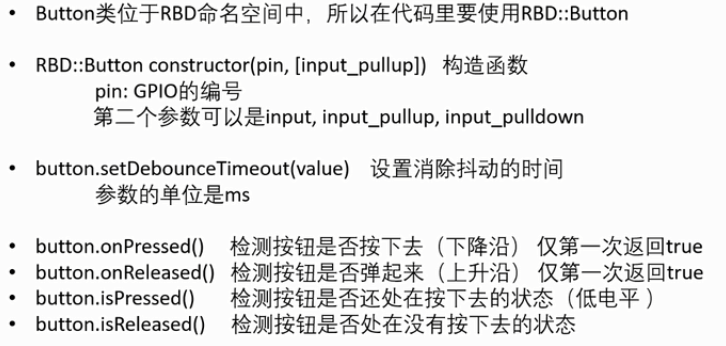 • Button类位于RBD命名空间中，所以在代码里要使用RBD::Button
• RBD::Button constructor(pin, [input_pullup]) 构造函数
pin: GPIO的编号
第二个参数可以是input, input_pullup, input_pulldown
• button.setDebounceTimeout(value) 设置消除抖动的时间
参数的单位是ms
• button.onPressed() 检测按钮是否按下去（下降沿） 仅第一次返回true
• button.onReleased() 检测按钮是否弹起来（上升沿） 仅第一次返回true
• button.isPressed() 检测按钮是否还处在按下去的状态（低电平 ）
• button.isReleased() 检测按钮是否处在没有按下去的状态